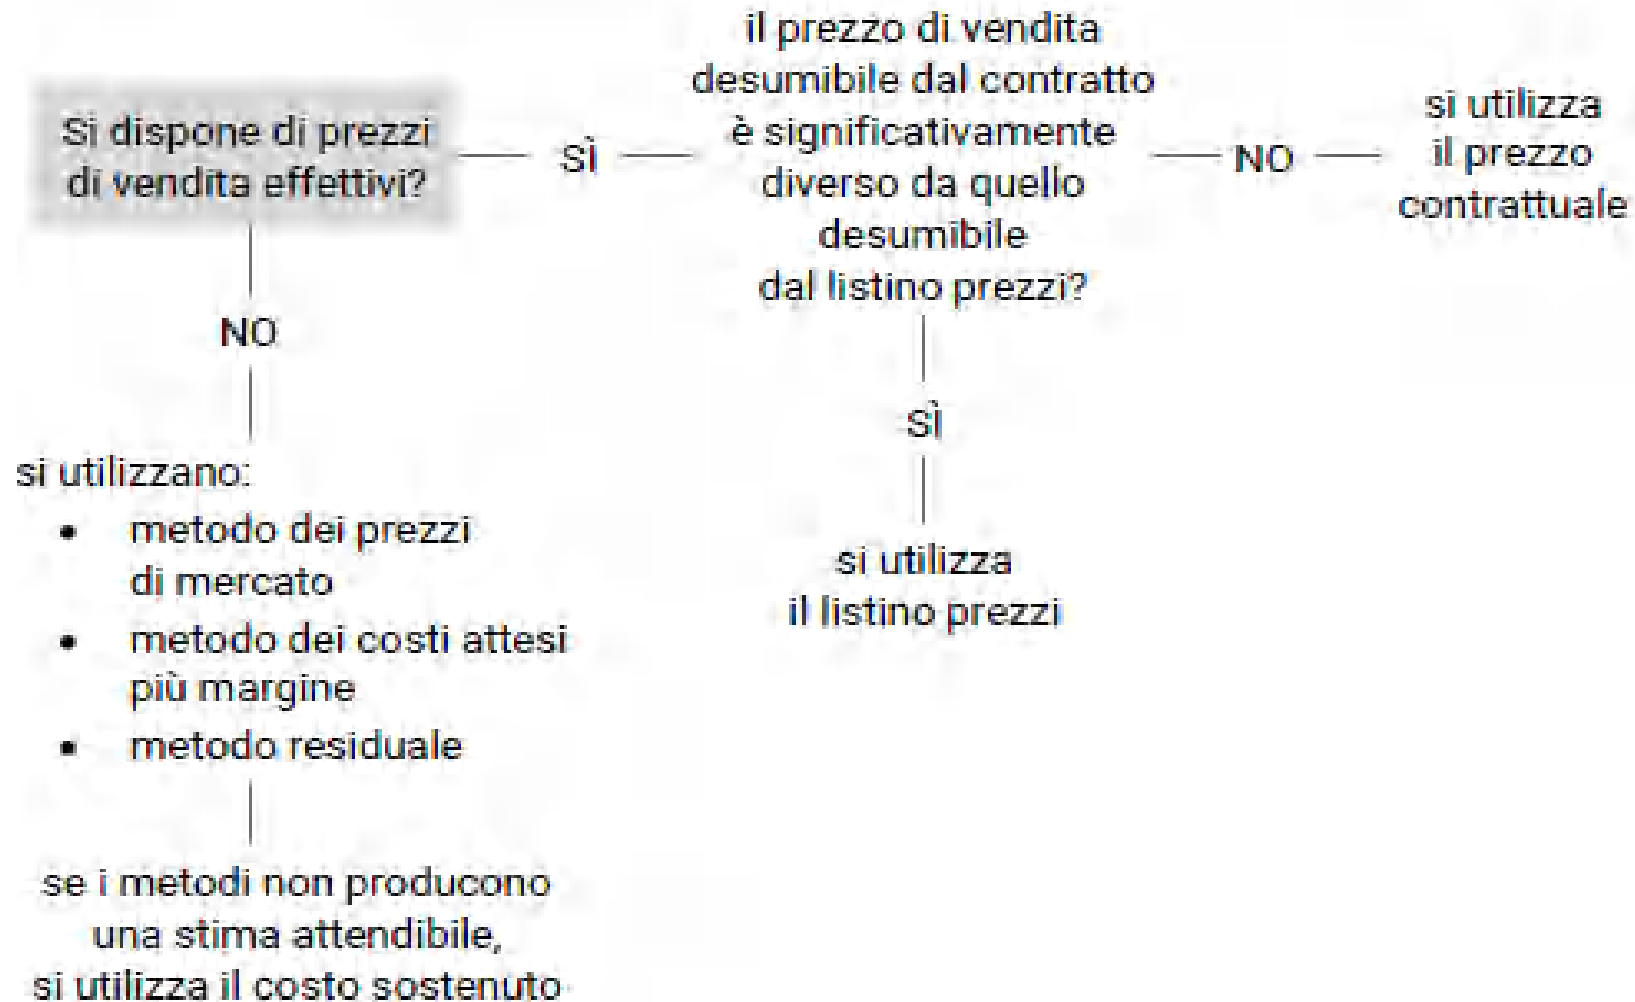 Si dispone di prezzi
di vendita effettivi?
SÌ
il prezzo di vendita
desumibile dal contratto
è significativamente
diverso da quello
desumibile
dal listino prezzi?
NO
si utilizza
il prezzo
contrattuale
SÌ
si utilizza
il listino prezzi
NO
si utilizzano:
• metodo dei prezzi
di mercato
• metodo dei costi attesi
più margine
• metodo residuale
se i metodi non producono
una stima attendibile,
si utilizza il costo sostenuto